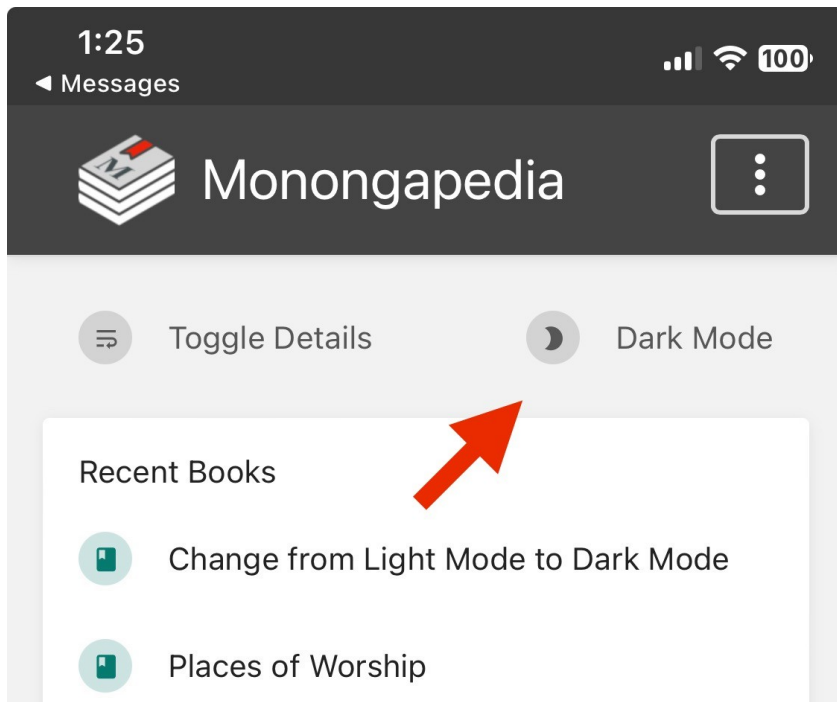 1:25
100
◀ Messages
M
Monongapedia
Toggle Details
Dark Mode
Recent Books
Change from Light Mode to Dark Mode
Places of Worship